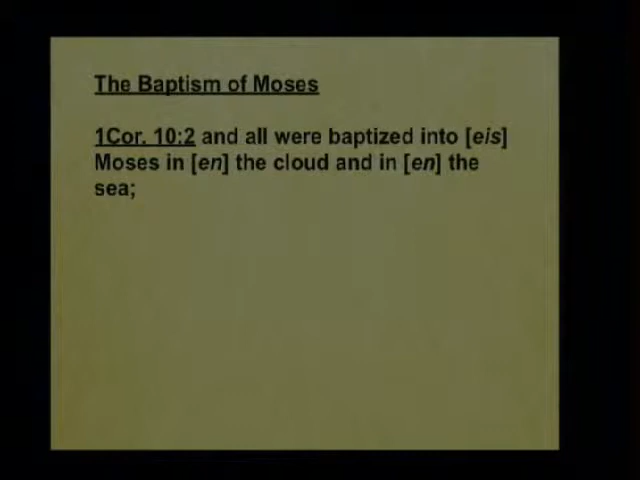 The Baptism of Moses
1Cor. 10:2 and all were baptized into [eis]
Moses in [en] the cloud and in [en] the
sea;